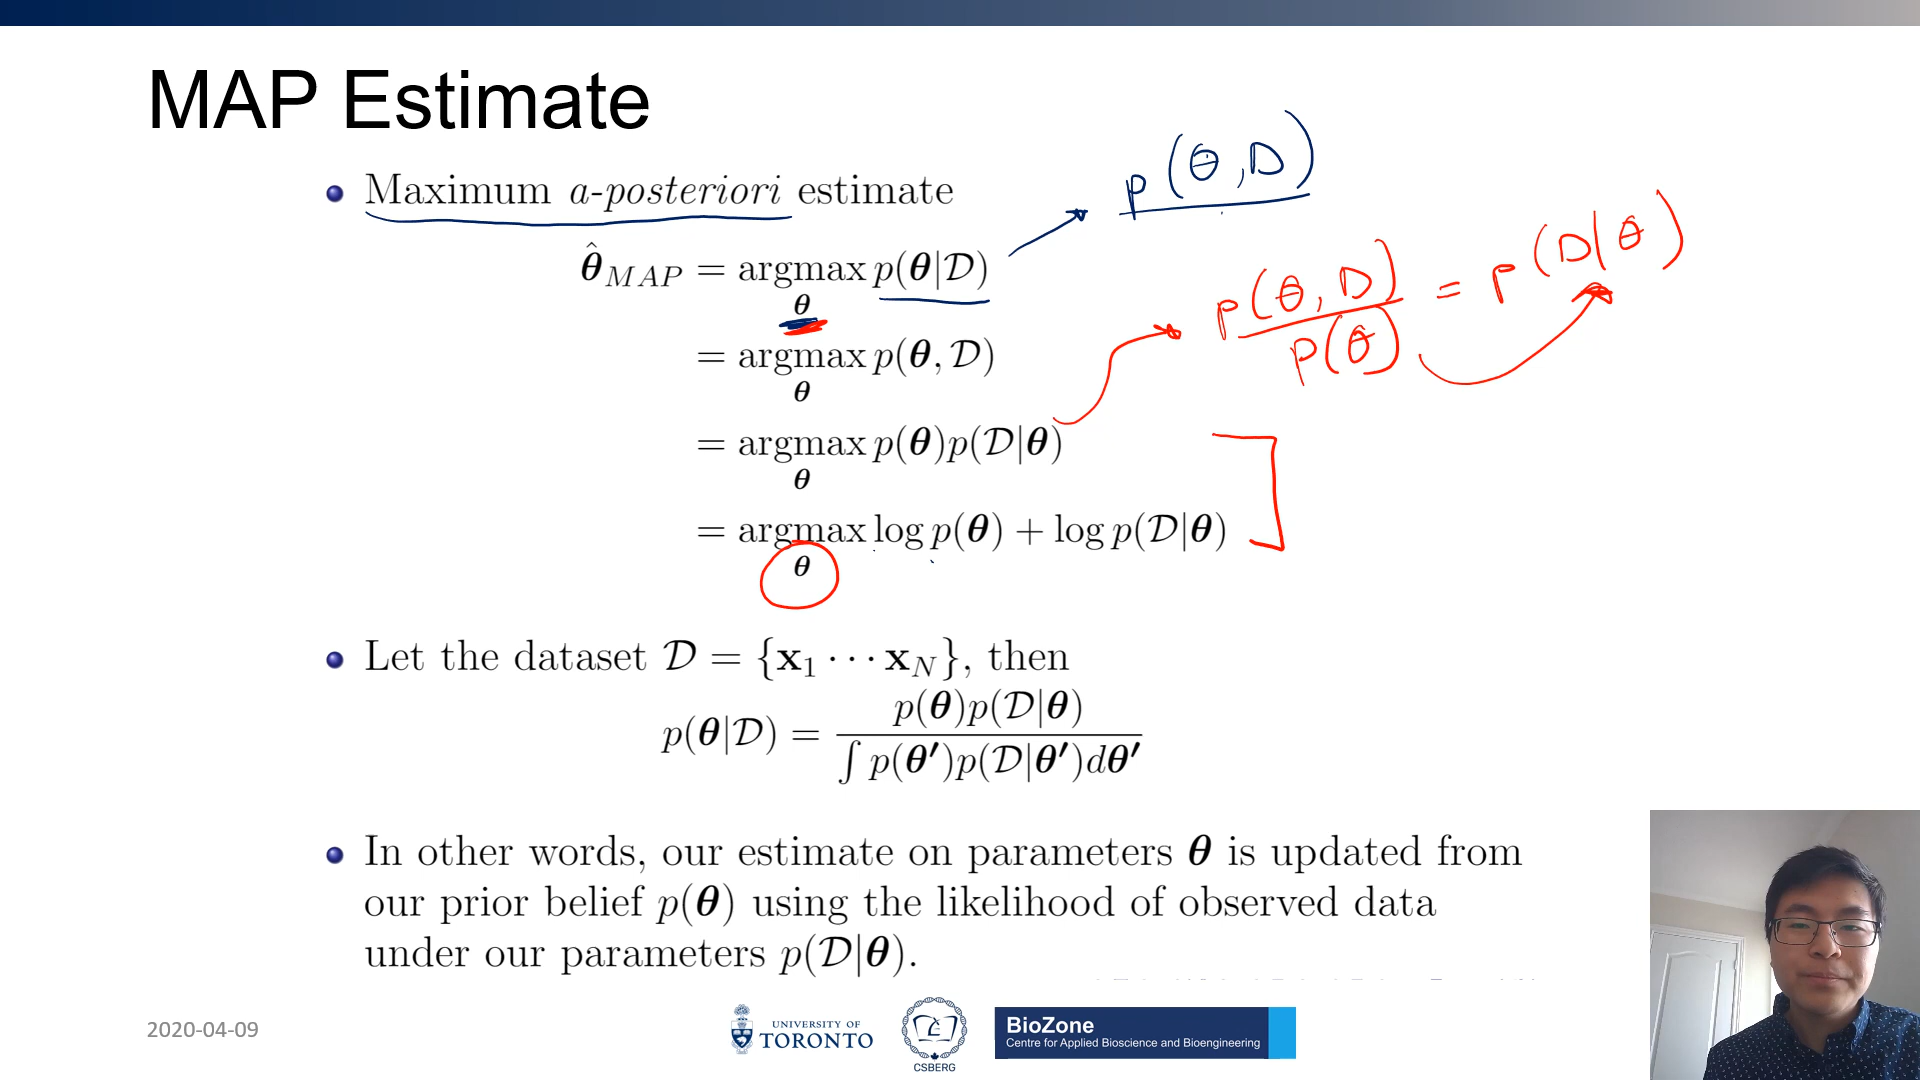 MAP Estimate
Maximum a-posteriori estimate
p(θ,D)
θ̂_MAP = argmax_θ p(θ|D)
p(θ,D)/p(θ) = p(D|θ)
= argmax_θ p(θ,D)
= argmax_θ p(θ)p(D|θ)
= argmax_θ log p(θ) + log p(D|θ)
Let the dataset D = {x₁ ··· x_N}, then
p(θ|D) = p(θ)p(D|θ) / ∫ p(θ′)p(D|θ′)dθ′
In other words, our estimate on parameters θ is updated from
our prior belief p(θ) using the likelihood of observed data
under our parameters p(D|θ).
2020-04-09
UNIVERSITY OF
TORONTO
CSBERG
BioZone
Centre for Applied Bioscience and Bioengineering